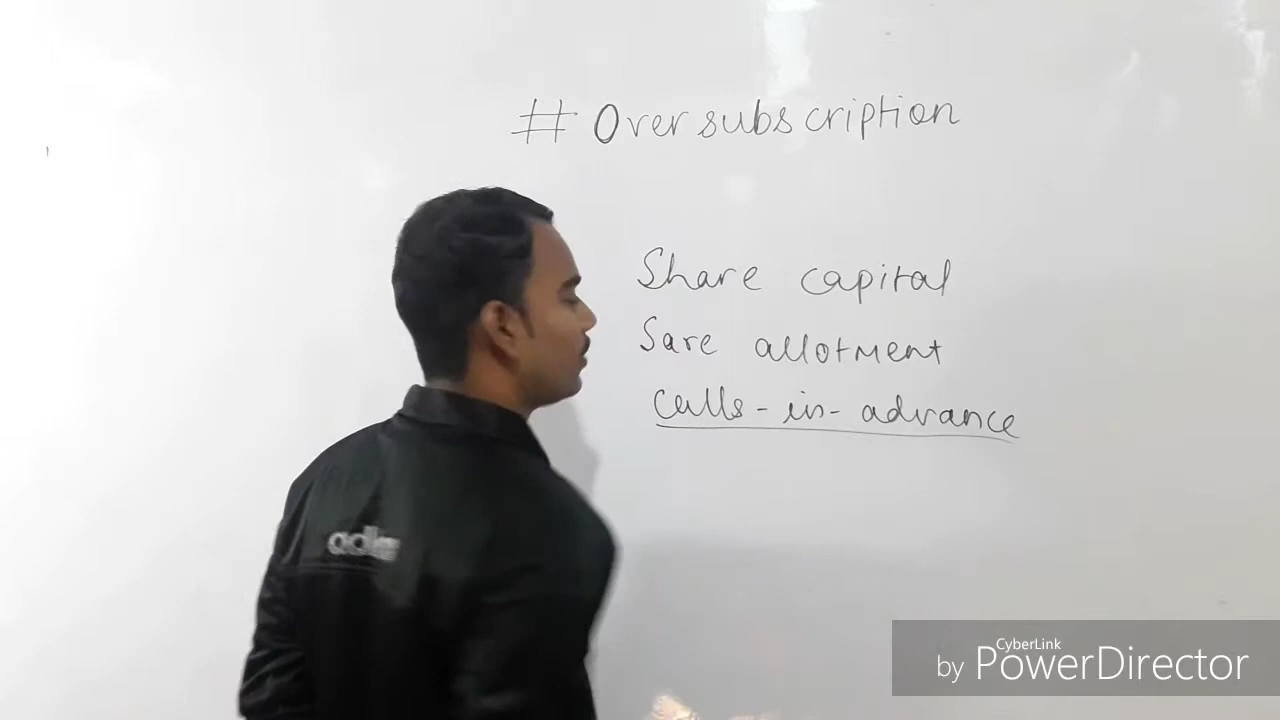 # Oversubscription
Share capital
Sare allotment
Calls-in-advance
CyberLink
by PowerDirector